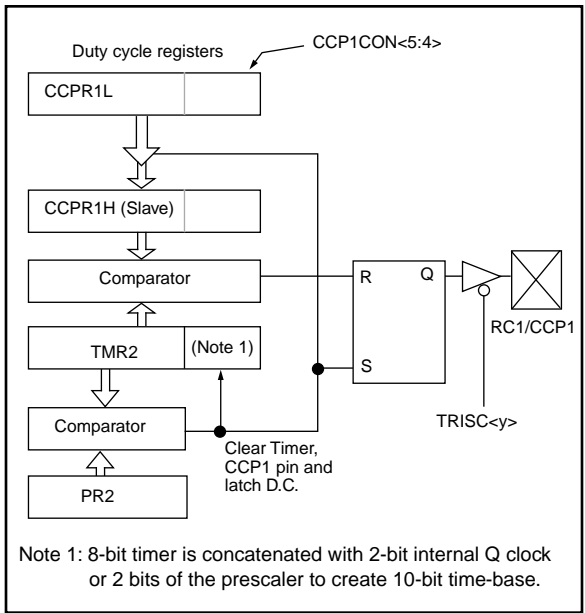 Duty cycle registers
CCP1CON<5:4>
CCPR1L
CCPR1H (Slave)
Comparator
R
Q
RC1/CCP1
TMR2
(Note 1)
S
TRISC<y>
Comparator
Clear Timer,
CCP1 pin and
latch D.C.
PR2
Note 1: 8-bit timer is concatenated with 2-bit internal Q clock
or 2 bits of the prescaler to create 10-bit time-base.